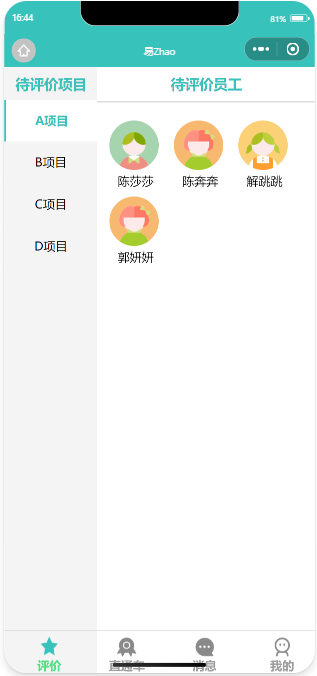 16:44
81%
易Zhao
待评价项目
待评价员工
A项目
B项目
C项目
D项目
陈莎莎
陈奔奔
解跳跳
郭妍妍
评价
直通车
消息
我的